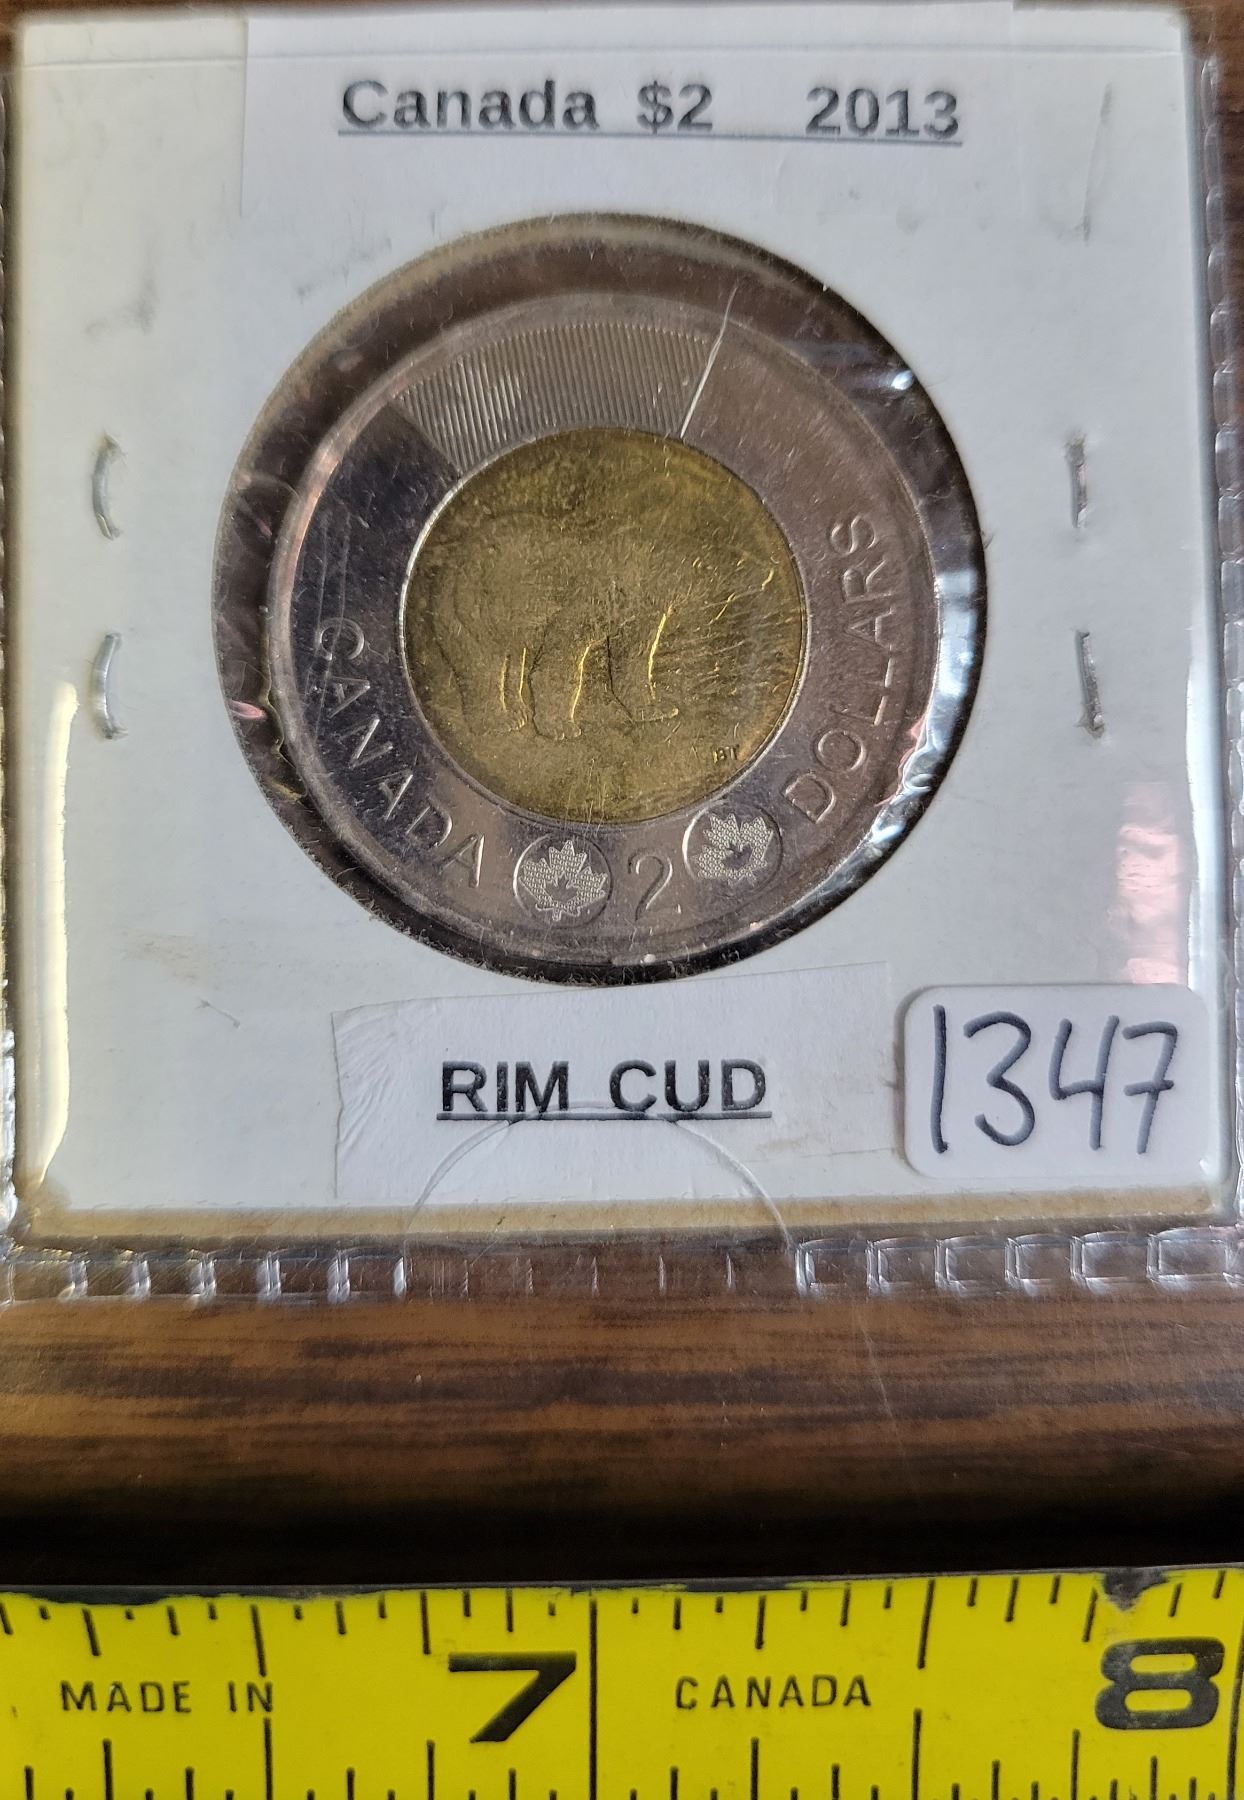 Canada $2 2013
CANADA 2 DOLLARS
BT
RIM CUD
1347
MADE IN 7 CANADA 8